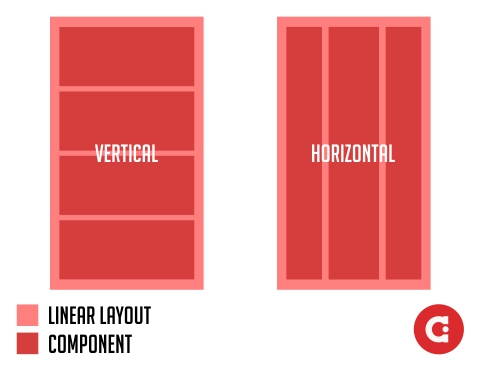 VERTICAL
HORIZONTAL
LINEAR LAYOUT
COMPONENT